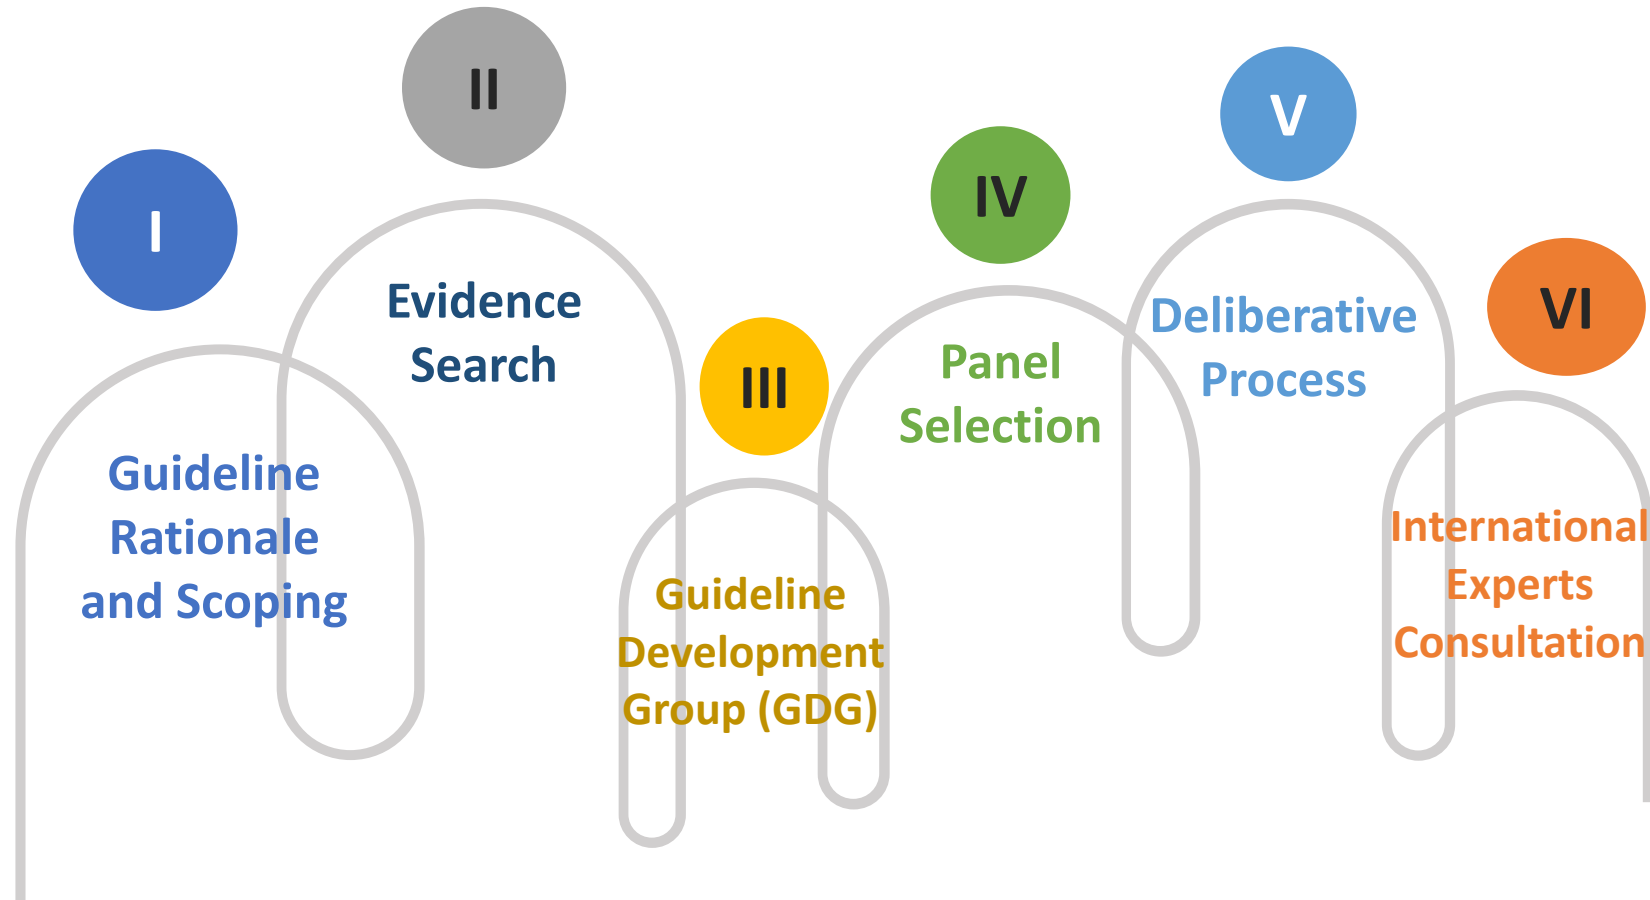 I
Guideline
Rationale
and Scoping
II
Evidence
Search
III
Guideline
Development
Group (GDG)
IV
Panel
Selection
V
Deliberative
Process
VI
International
Experts
Consultation